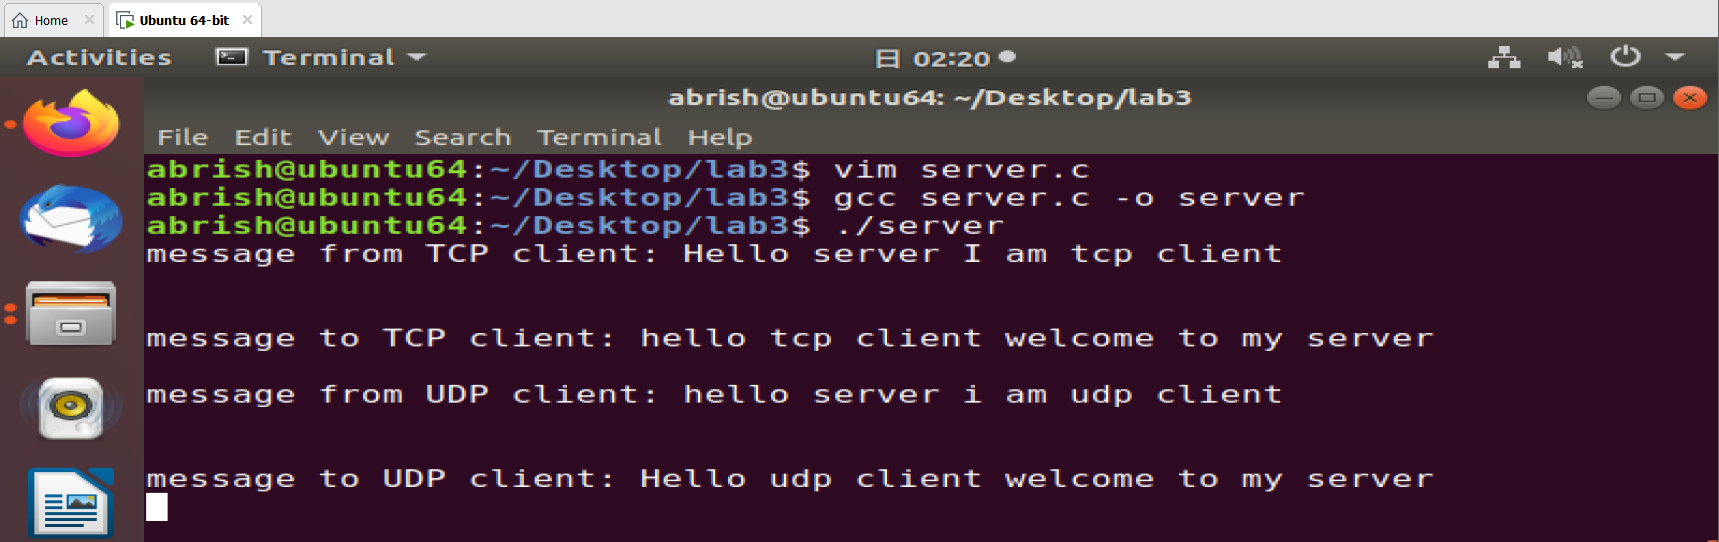 Home
Ubuntu 64-bit
Activities Terminal 日 02:20
abrish@ubuntu64: ~/Desktop/lab3
File Edit View Search Terminal Help
abrish@ubuntu64:~/Desktop/lab3$ vim server.c
abrish@ubuntu64:~/Desktop/lab3$ gcc server.c -o server
abrish@ubuntu64:~/Desktop/lab3$ ./server
message from TCP client: Hello server I am tcp client
message to TCP client: hello tcp client welcome to my server
message from UDP client: hello server i am udp client
message to UDP client: Hello udp client welcome to my server